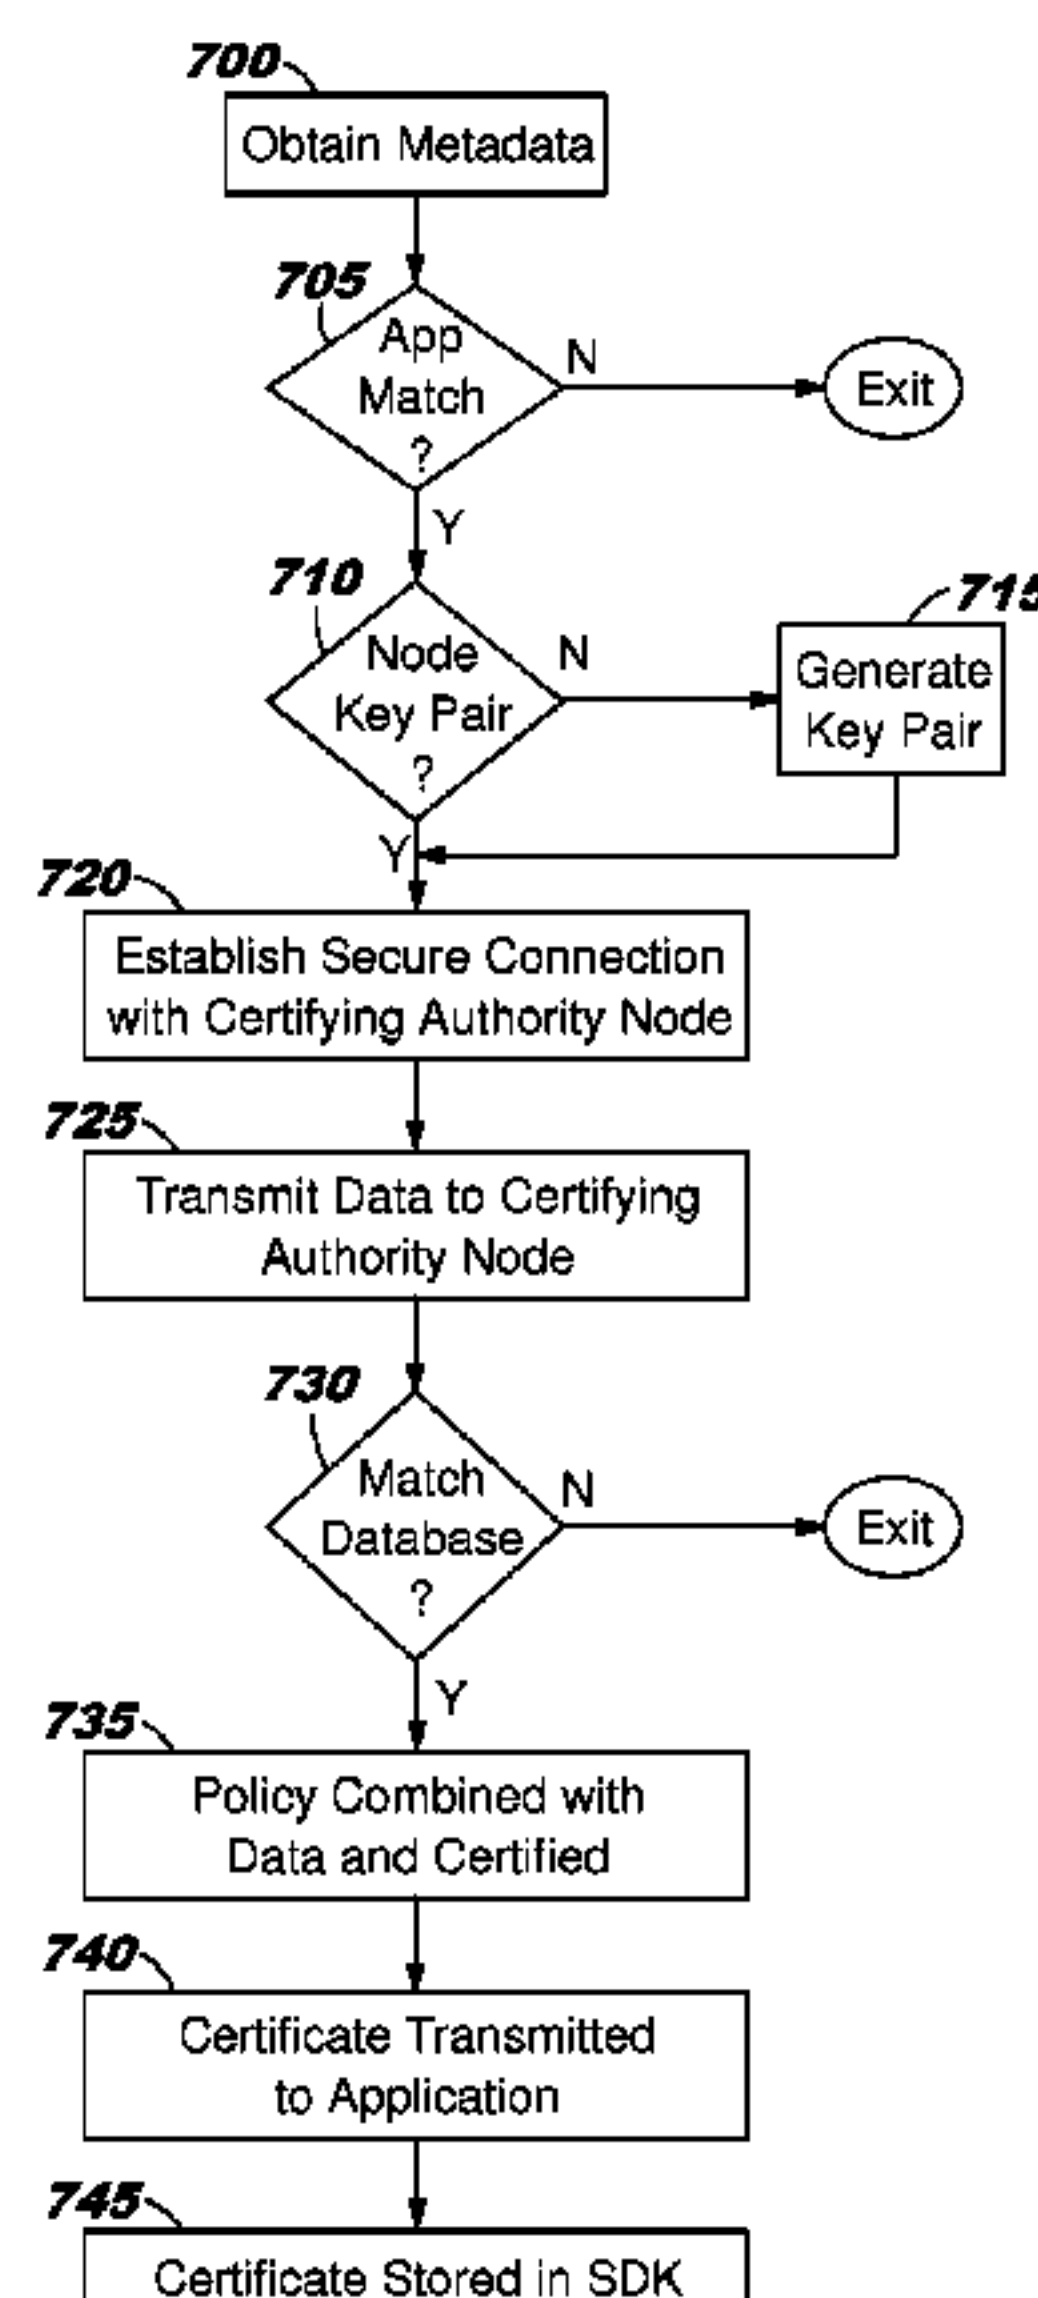 700
Obtain Metadata
705
App
Match
?
N
Exit
Y
710
Node
Key Pair
?
N
715
Generate
Key Pair
Y
720
Establish Secure Connection
with Certifying Authority Node
725
Transmit Data to Certifying
Authority Node
730
Match
Database
?
N
Exit
Y
735
Policy Combined with
Data and Certified
740
Certificate Transmitted
to Application
745
Certificate Stored in SDK